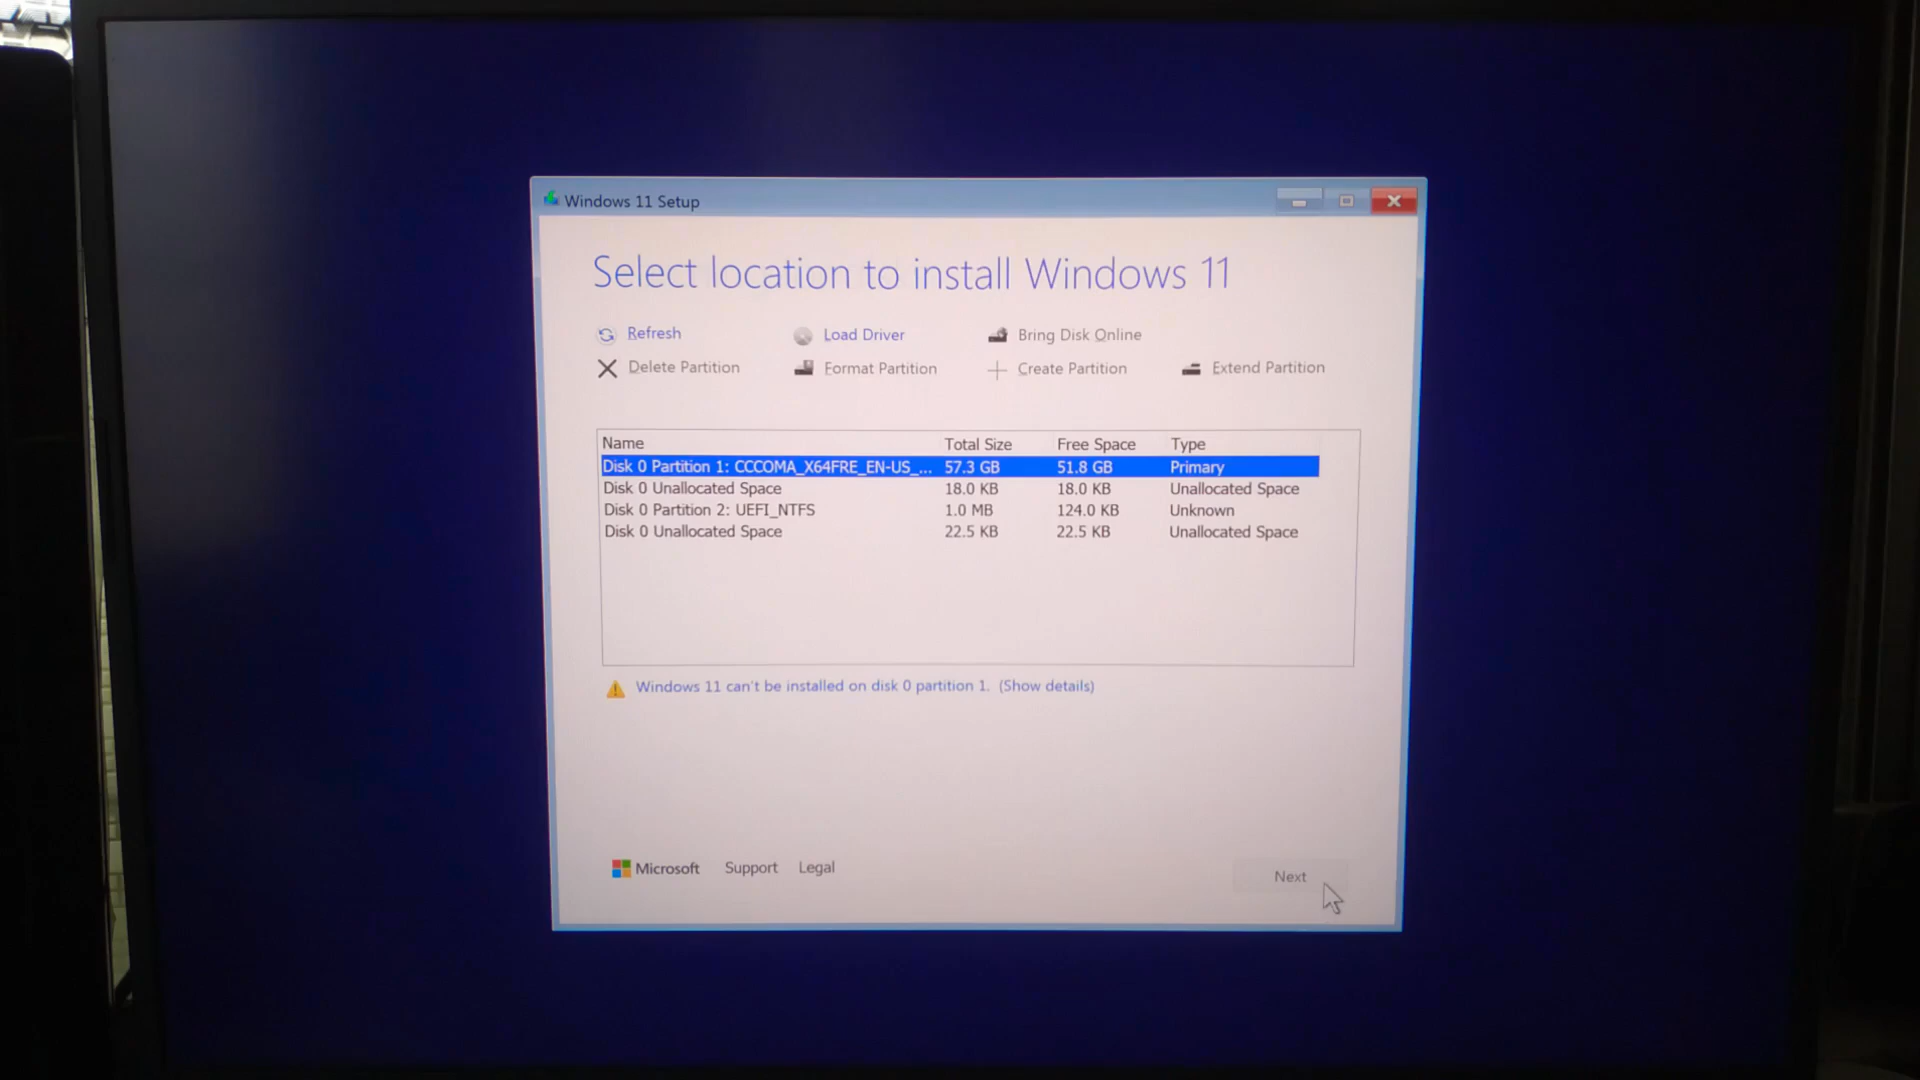 Windows 11 Setup
Select location to install Windows 11
Refresh Load Driver Bring Disk Online
Delete Partition Format Partition Create Partition Extend Partition
Name Total Size Free Space Type
Disk 0 Partition 1: CCCOMA_X64FRE_EN-US_... 57.3 GB 51.8 GB Primary
Disk 0 Unallocated Space 18.0 KB 18.0 KB Unallocated Space
Disk 0 Partition 2: UEFI_NTFS 1.0 MB 124.0 KB Unknown
Disk 0 Unallocated Space 22.5 KB 22.5 KB Unallocated Space
Windows 11 can't be installed on disk 0 partition 1. (Show details)
Microsoft Support Legal
Next